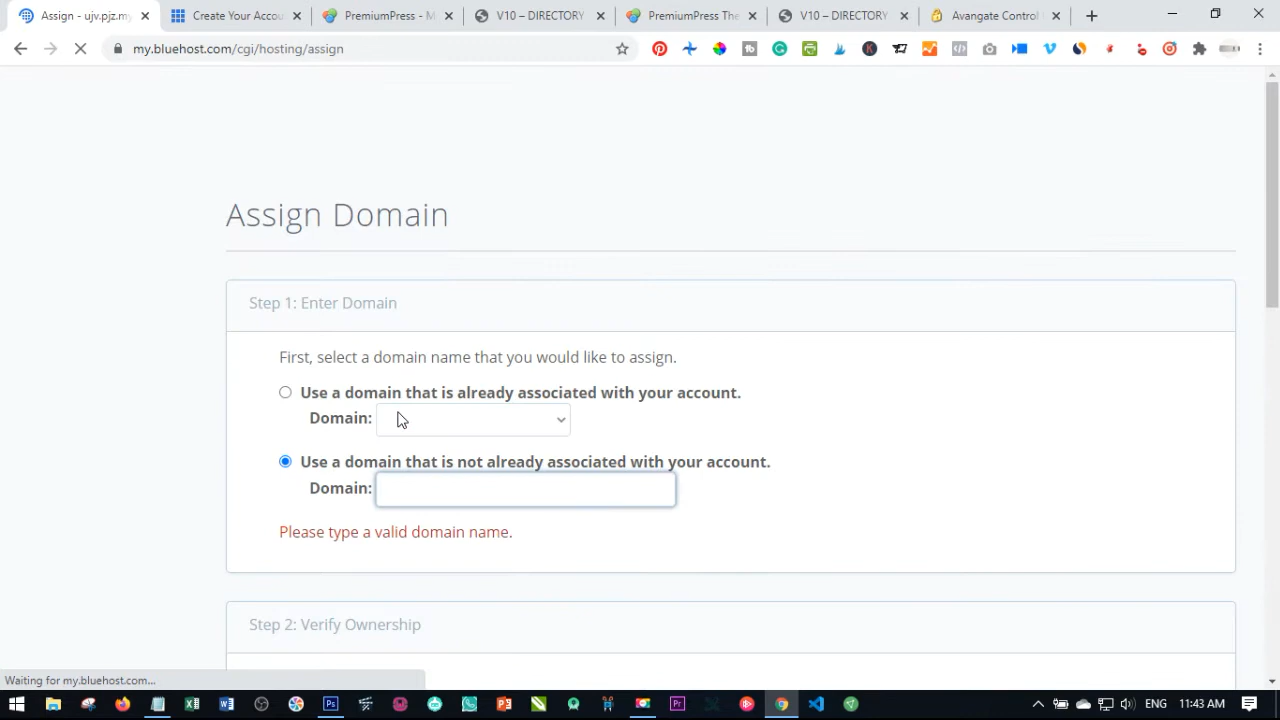 Assign - ujv.pjz.my
Create Your Accou
PremiumPress - M
V10 – DIRECTORY
PremiumPress The
V10 – DIRECTORY
Avangate Control
my.bluehost.com/cgi/hosting/assign
Assign Domain
Step 1: Enter Domain
First, select a domain name that you would like to assign.
Use a domain that is already associated with your account.
Domain:
Use a domain that is not already associated with your account.
Domain:
Please type a valid domain name.
Step 2: Verify Ownership
Waiting for my.bluehost.com...
ENG
11:43 AM